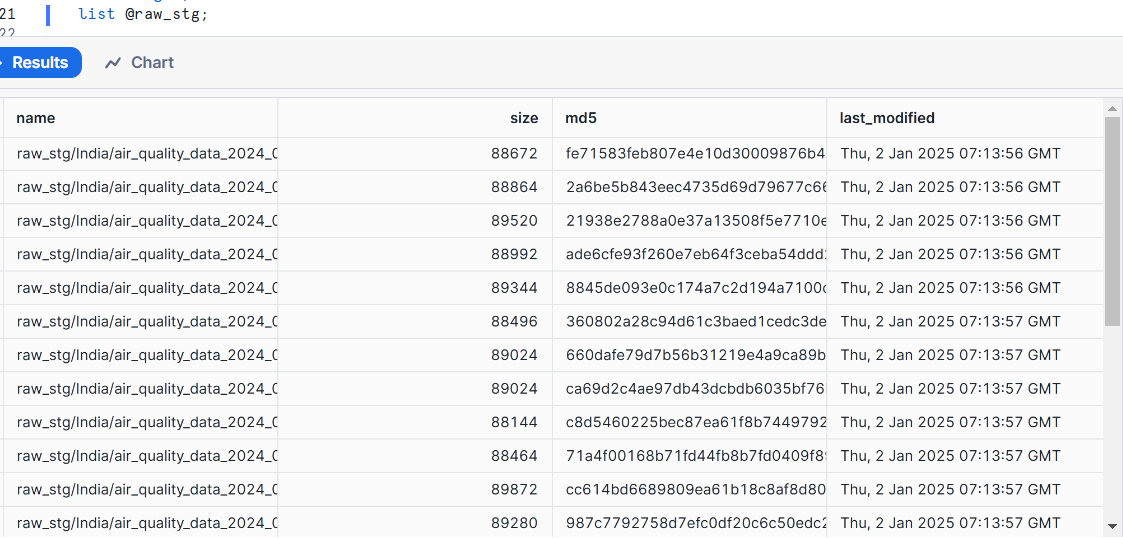 21 list @raw_stg;
22
Results Chart
name size md5 last_modified
raw_stg/India/air_quality_data_2024_0 88672 fe71583feb807e4e10d30009876b4 Thu, 2 Jan 2025 07:13:56 GMT
raw_stg/India/air_quality_data_2024_0 88864 2a6be5b843eec4735d69d79677c66 Thu, 2 Jan 2025 07:13:56 GMT
raw_stg/India/air_quality_data_2024_0 89520 21938e2788a0e37a13508f5e7710e Thu, 2 Jan 2025 07:13:56 GMT
raw_stg/India/air_quality_data_2024_0 88992 ade6cfe93f260e7eb64f3ceba54ddd2 Thu, 2 Jan 2025 07:13:56 GMT
raw_stg/India/air_quality_data_2024_0 89344 8845de093e0c174a7c2d194a7100c Thu, 2 Jan 2025 07:13:56 GMT
raw_stg/India/air_quality_data_2024_0 88496 360802a28c94d61c3baed1cedc3de Thu, 2 Jan 2025 07:13:57 GMT
raw_stg/India/air_quality_data_2024_0 89024 660dafe79d7b56b31219e4a9ca89b Thu, 2 Jan 2025 07:13:57 GMT
raw_stg/India/air_quality_data_2024_0 89024 ca69d2c4ae97db43dcbdb6035bf76 Thu, 2 Jan 2025 07:13:57 GMT
raw_stg/India/air_quality_data_2024_0 88144 c8d5460225bec87ea61f8b7449792 Thu, 2 Jan 2025 07:13:57 GMT
raw_stg/India/air_quality_data_2024_0 88464 71a4f00168b71fd44fb8b7fd0409f89 Thu, 2 Jan 2025 07:13:57 GMT
raw_stg/India/air_quality_data_2024_0 89872 cc614bd6689809ea61b18c8af8d80 Thu, 2 Jan 2025 07:13:57 GMT
raw_stg/India/air_quality_data_2024_0 89280 987c7792758d7efc0df20c6c50edc2 Thu, 2 Jan 2025 07:13:57 GMT